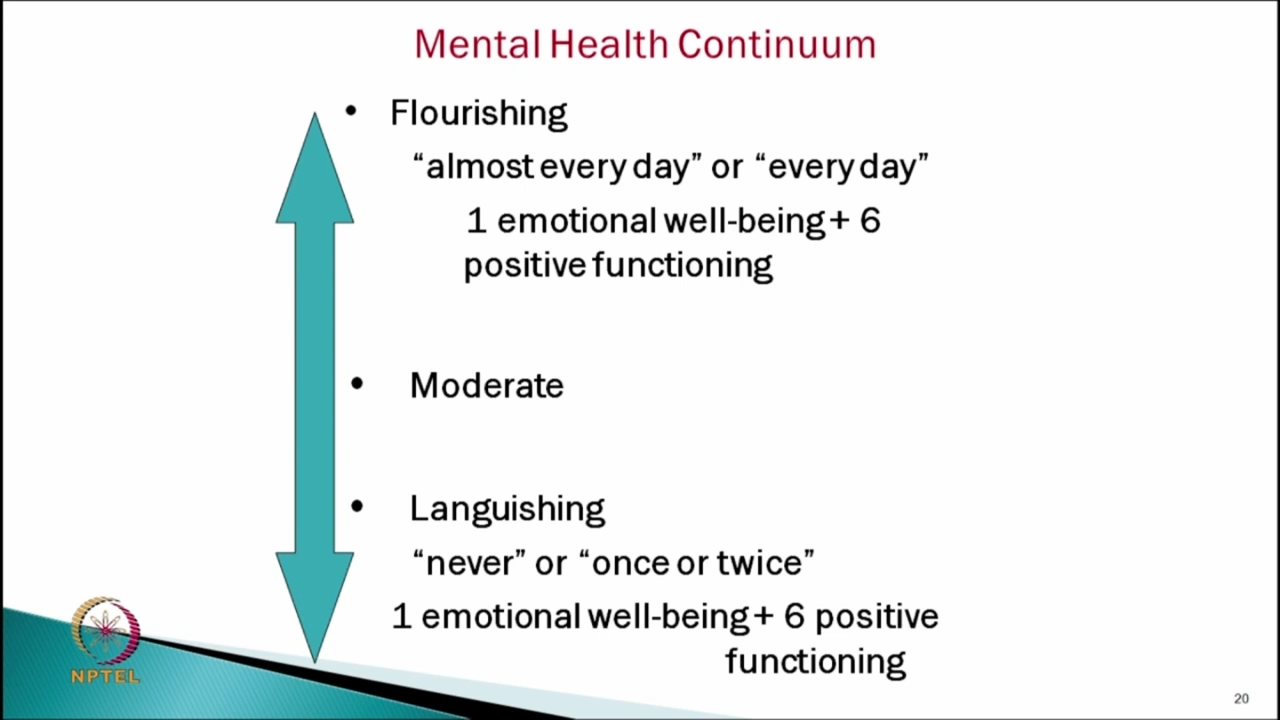 Mental Health Continuum
• Flourishing
“almost every day” or “every day”
1 emotional well-being + 6
positive functioning
• Moderate
• Languishing
“never” or “once or twice”
1 emotional well-being + 6 positive
functioning
NPTEL
20